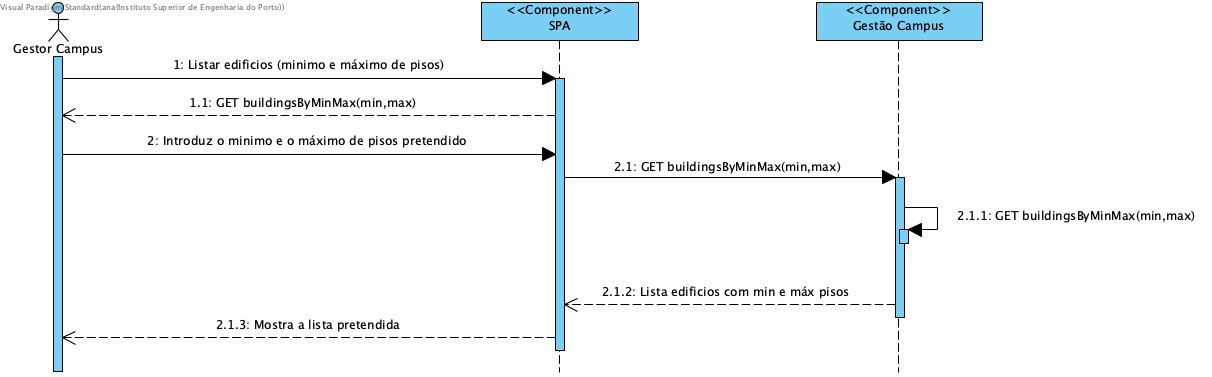 Visual Paradigm Standard(ana(Instituto Superior de Engenharia do Porto))
Gestor Campus
<<Component>>
SPA
<<Component>>
Gestão Campus
1: Listar edificios (minimo e máximo de pisos)
1.1: GET buildingsByMinMax(min,max)
2: Introduz o minimo e o máximo de pisos pretendido
2.1: GET buildingsByMinMax(min,max)
2.1.1: GET buildingsByMinMax(min,max)
2.1.2: Lista edificios com min e máx pisos
2.1.3: Mostra a lista pretendida